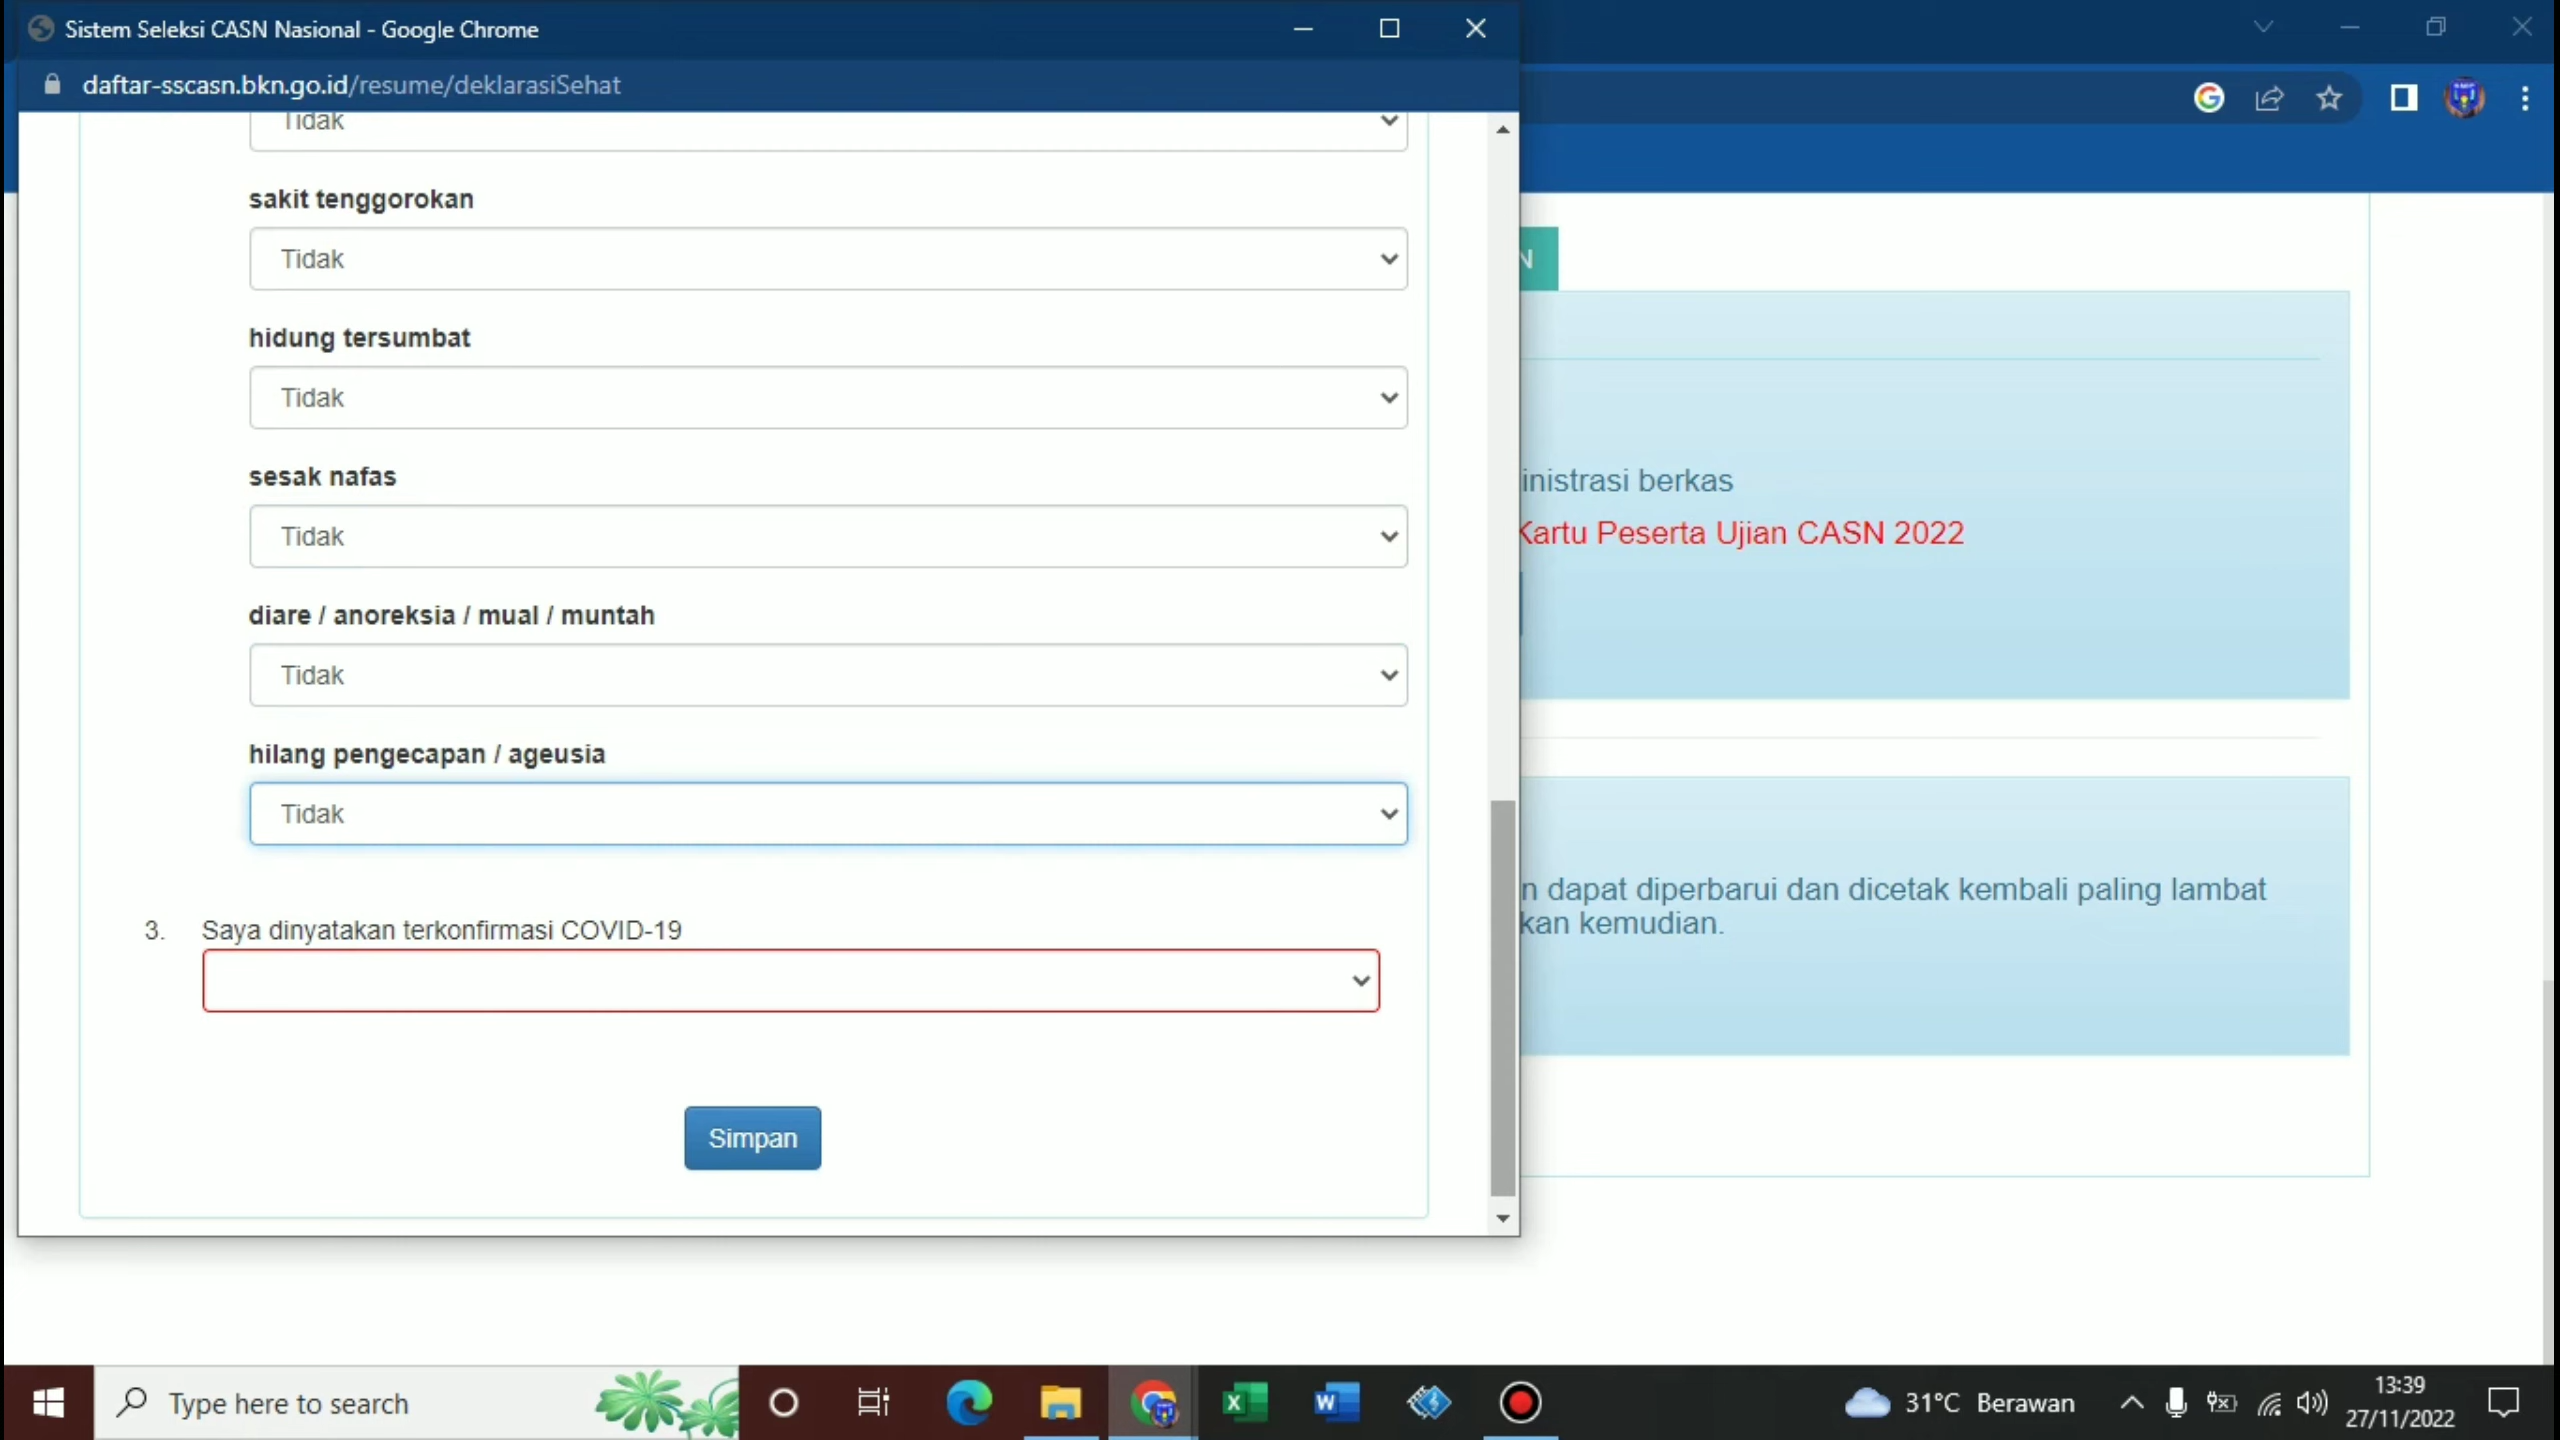 Sistem Seleksi CASN Nasional - Google Chrome
daftar-sscasn.bkn.go.id/resume/deklarasiSehat
Tidak
sakit tenggorokan
Tidak
hidung tersumbat
Tidak
sesak nafas
Tidak
diare / anoreksia / mual / muntah
Tidak
hilang pengecapan / ageusia
Tidak
3. Saya dinyatakan terkonfirmasi COVID-19
Simpan
N
inistrasi berkas
Kartu Peserta Ujian CASN 2022
n dapat diperbarui dan dicetak kembali paling lambat
kan kemudian.
Type here to search
31°C Berawan
13:39
27/11/2022